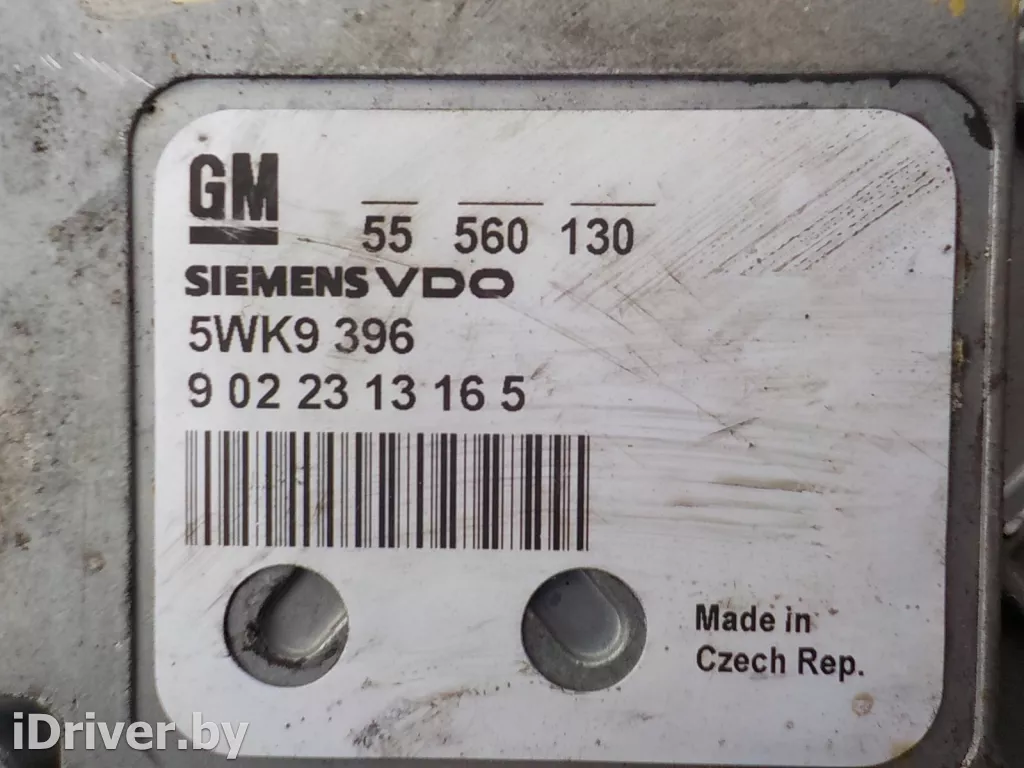 GM
55 560 130
SIEMENS VDO
5WK9 396
9 02 23 13 16 5
Made in
Czech Rep.
iDriver.by